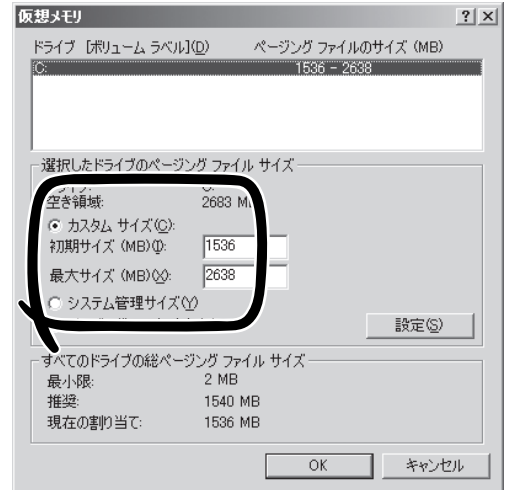 仮想メモリ
ドライブ [ボリューム ラベル](D) ページング ファイルのサイズ (MB)
C: 1536 - 2638
選択したドライブのページング ファイル サイズ
空き領域: 2683 M
カスタム サイズ(C):
初期サイズ (MB)(I): 1536
最大サイズ (MB)(X): 2638
システム管理サイズ(Y)
設定(S)
すべてのドライブの総ページング ファイル サイズ
最小限: 2 MB
推奨: 1540 MB
現在の割り当て: 1536 MB
OK キャンセル